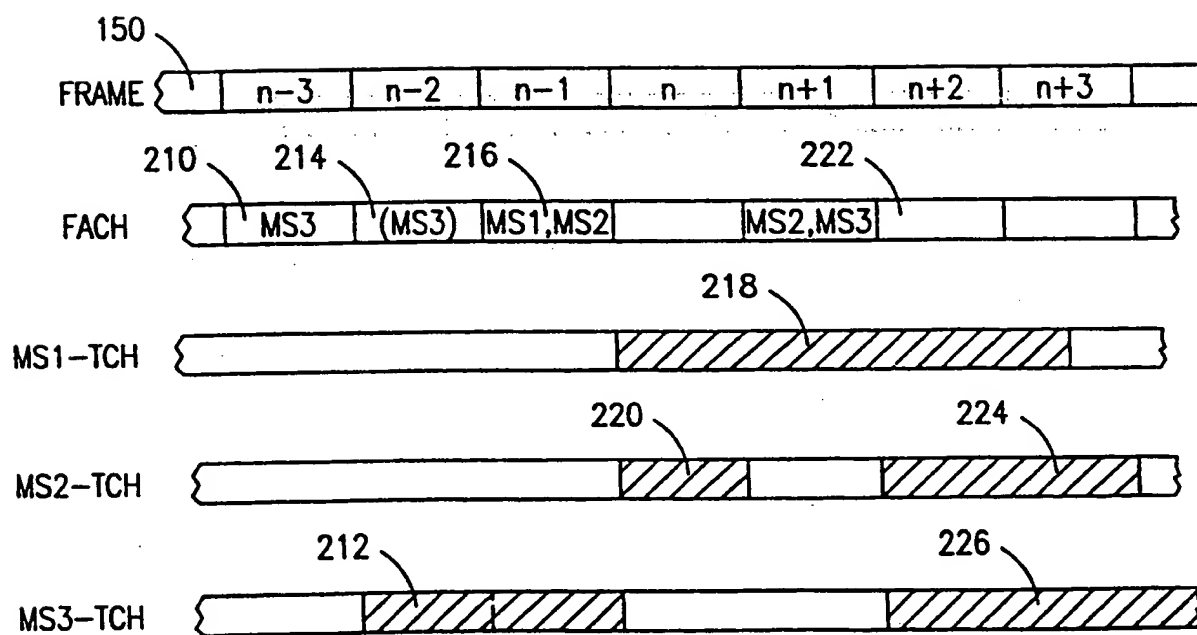 150
FRAME n-3 n-2 n-1 n n+1 n+2 n+3
210 214 216 222
FACH MS3 (MS3) MS1,MS2 MS2,MS3
218
MS1-TCH
220 224
MS2-TCH
212 226
MS3-TCH